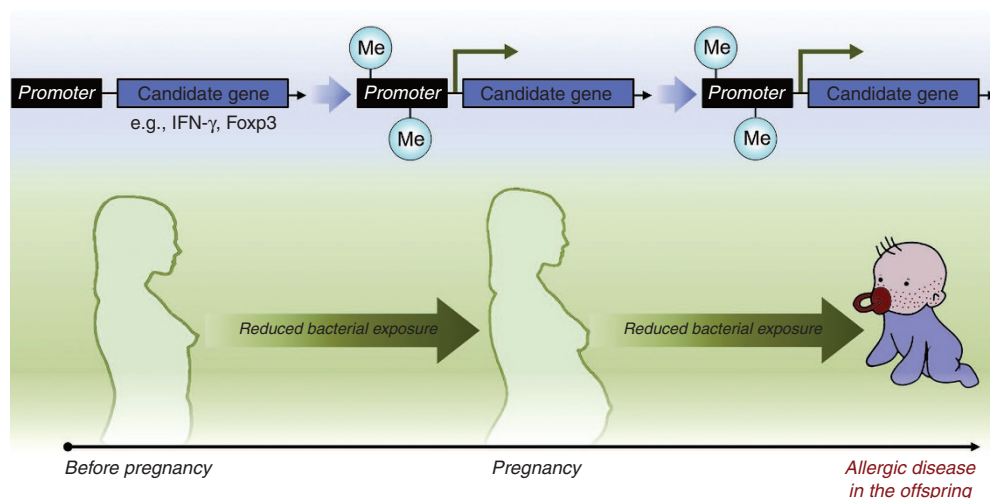 Me
Me
Promoter
Candidate gene
Promoter
Candidate gene
Promoter
Candidate gene
e.g., IFN-γ, Foxp3
Me
Me
Reduced bacterial exposure
Reduced bacterial exposure
Before pregnancy
Pregnancy
Allergic disease
in the offspring